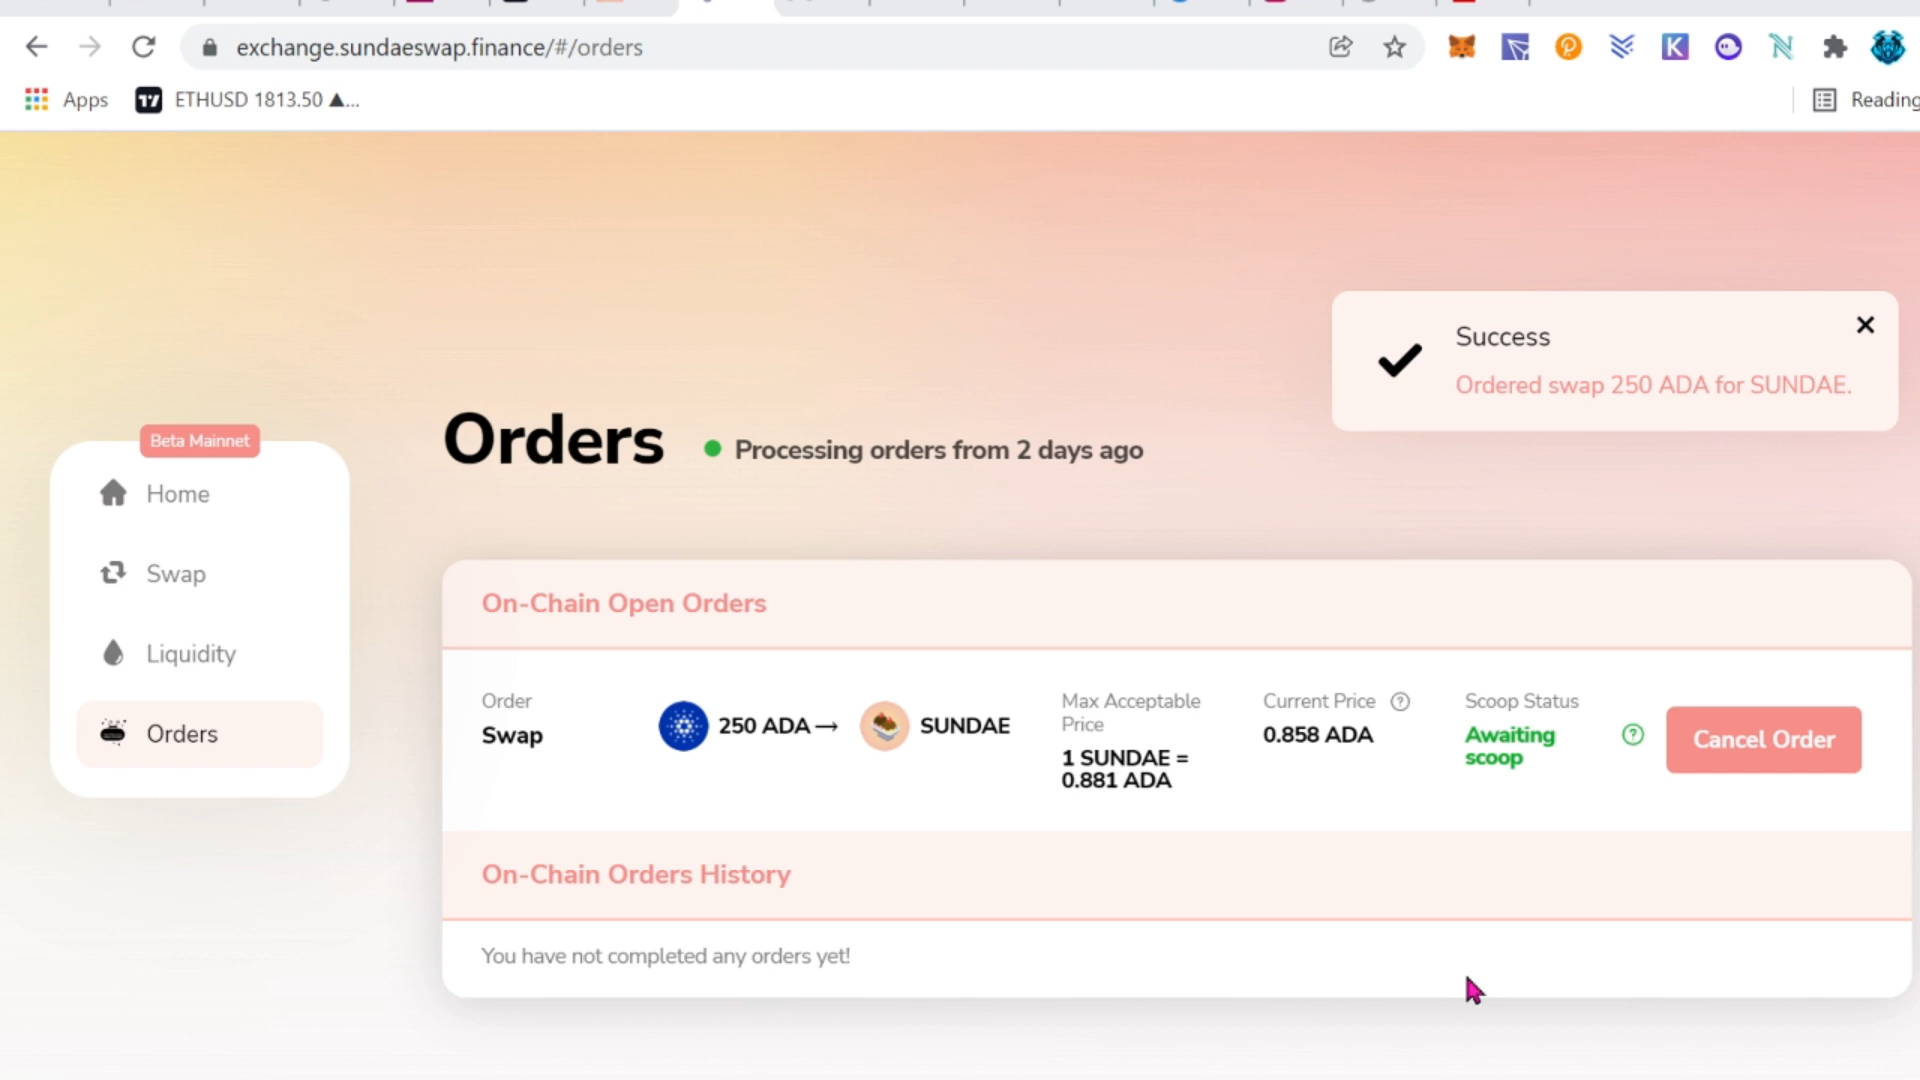 exchange.sundaeswap.finance/#/orders
Apps
ETHUSD 1813.50 ▲...
Reading
Success
Ordered swap 250 ADA for SUNDAE.
Orders
Processing orders from 2 days ago
Beta Mainnet
Home
Swap
Liquidity
Orders
On-Chain Open Orders
Order
Swap
250 ADA→
SUNDAE
Max Acceptable
Price
1 SUNDAE =
0.881 ADA
Current Price
0.858 ADA
Scoop Status
Awaiting
scoop
Cancel Order
On-Chain Orders History
You have not completed any orders yet!